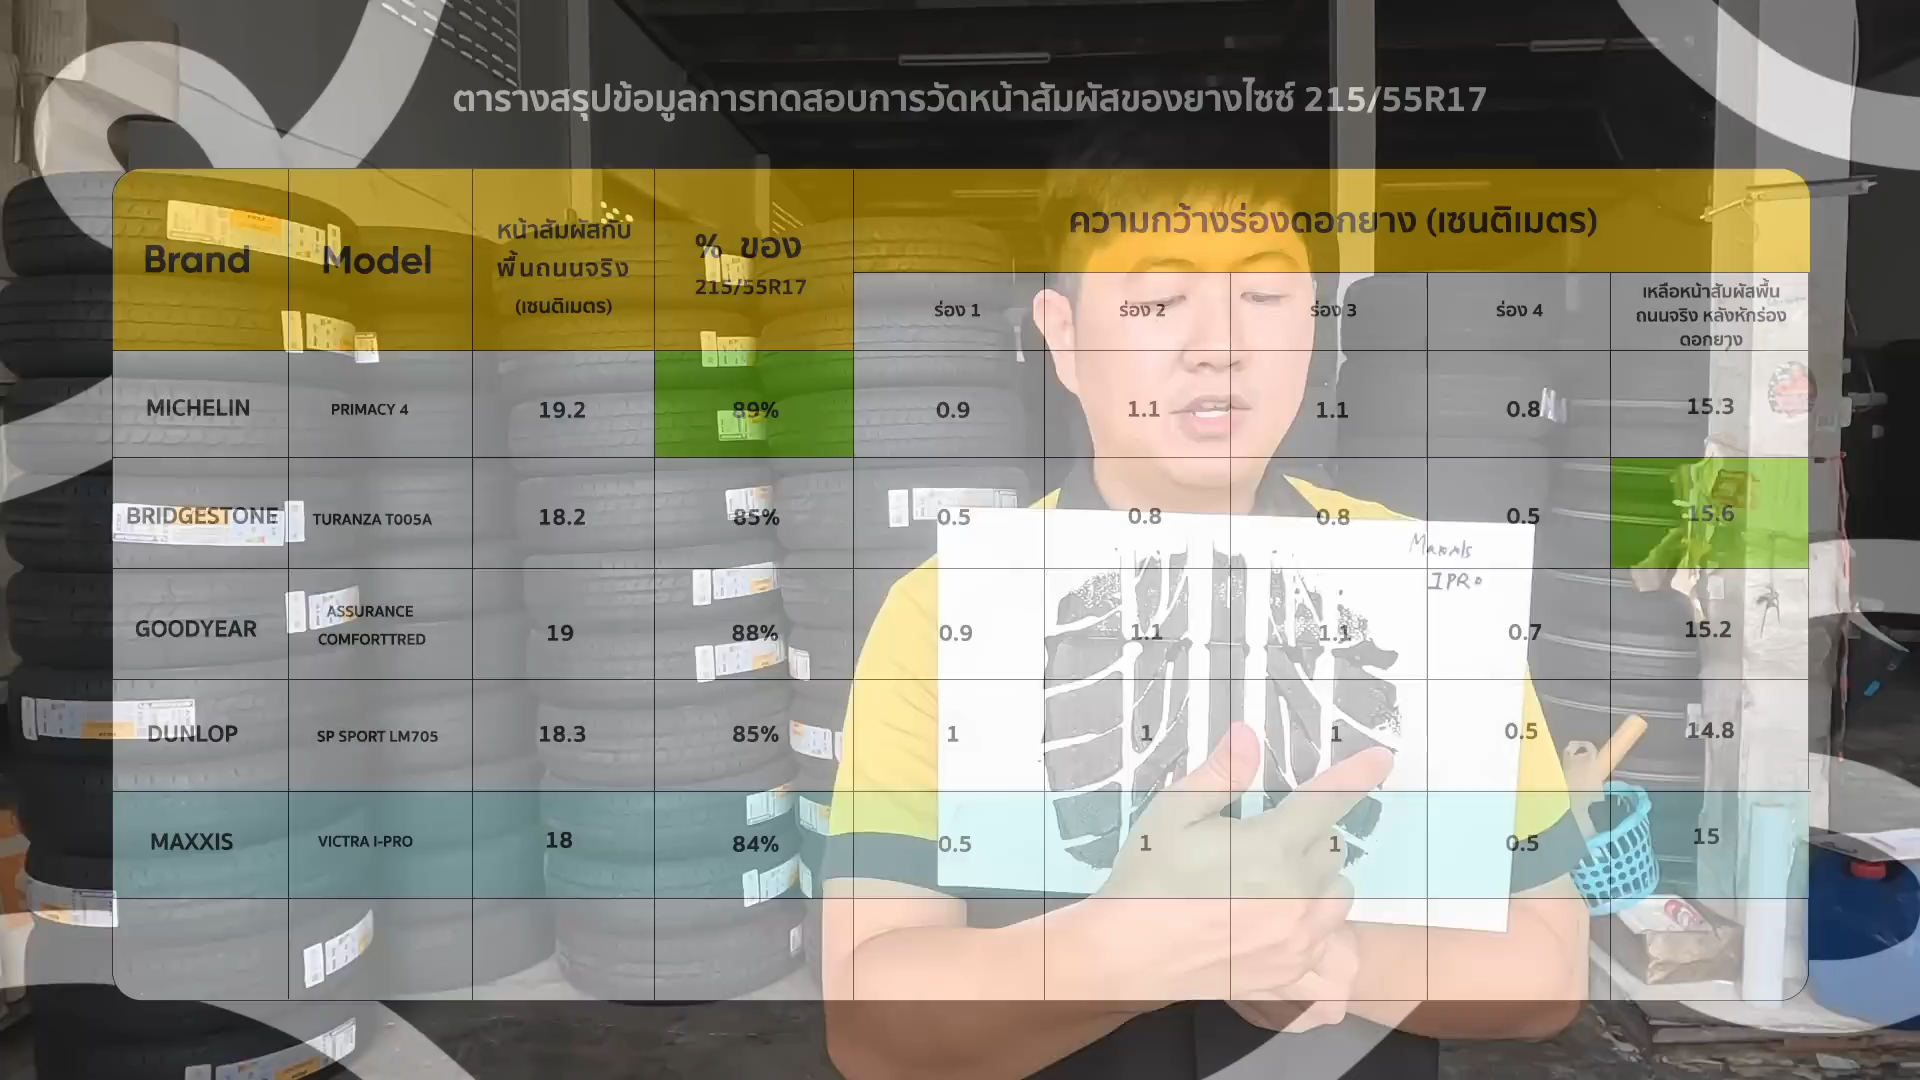 ตารางสรุปข้อมูลการทดสอบการวัดหน้าสัมผัสของยางไซซ์ 215/55R17
Brand
Model
หน้าสัมผัสกับ
พื้นถนนจริง
(เซนติเมตร)
% ของ
215/55R17
ความกว้างร่องดอกยาง (เซนติเมตร)
ร่อง 1
ร่อง 2
ร่อง 3
ร่อง 4
เหลือหน้าสัมผัสพื้น
ถนนจริง หลังหักร่อง
ดอกยาง
MICHELIN PRIMACY 4 19.2 89% 0.9 1.1 1.1 0.8 15.3
BRIDGESTONE TURANZA T005A 18.2 85% 0.5 0.8 0.8 0.5 15.6
Maxxis
IPRO
GOODYEAR ASSURANCE
COMFORTTRED 19 88% 0.9 1.1 1.1 0.7 15.2
DUNLOP SP SPORT LM705 18.3 85% 1 1 1 0.5 14.8
MAXXIS VICTRA I-PRO 18 84% 0.5 1 1 0.5 15